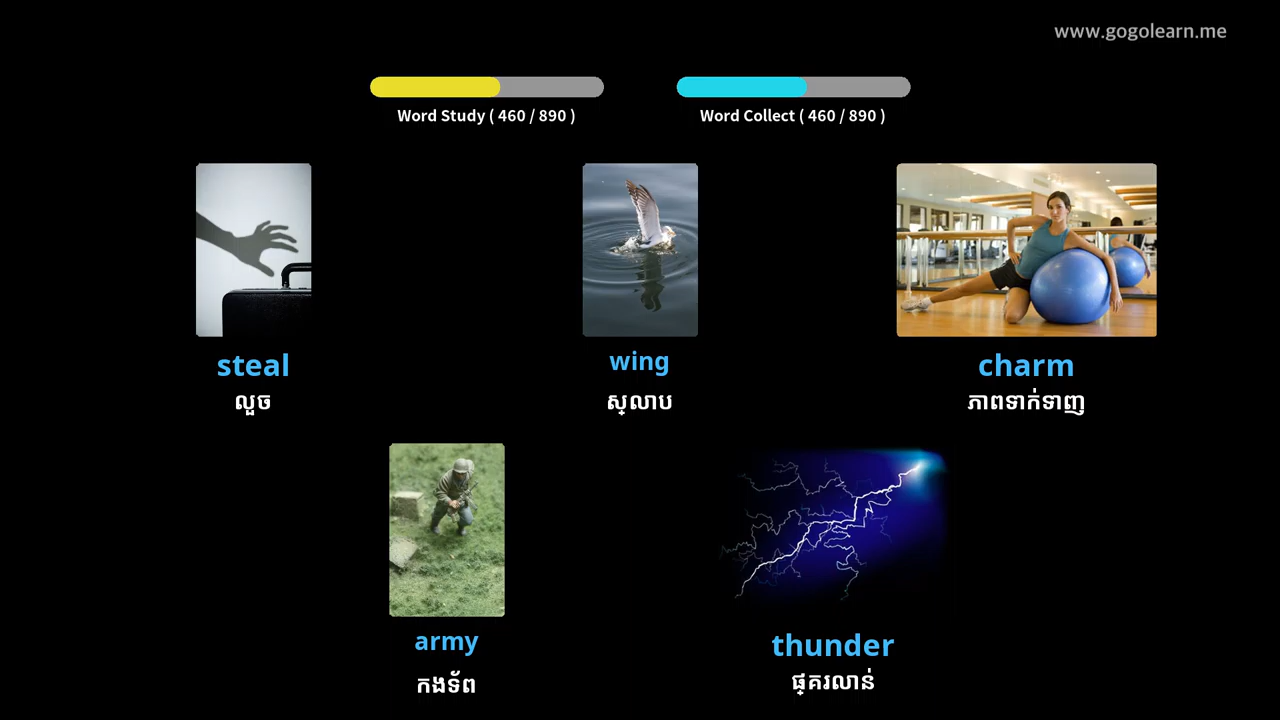 www.gogolearn.me
Word Study ( 460 / 890 )
Word Collect ( 460 / 890 )
steal
លួច
wing
ស្លាប
charm
ភាពទាក់ទាញ
army
កងទ័ព
thunder
ផ្គរលាន់